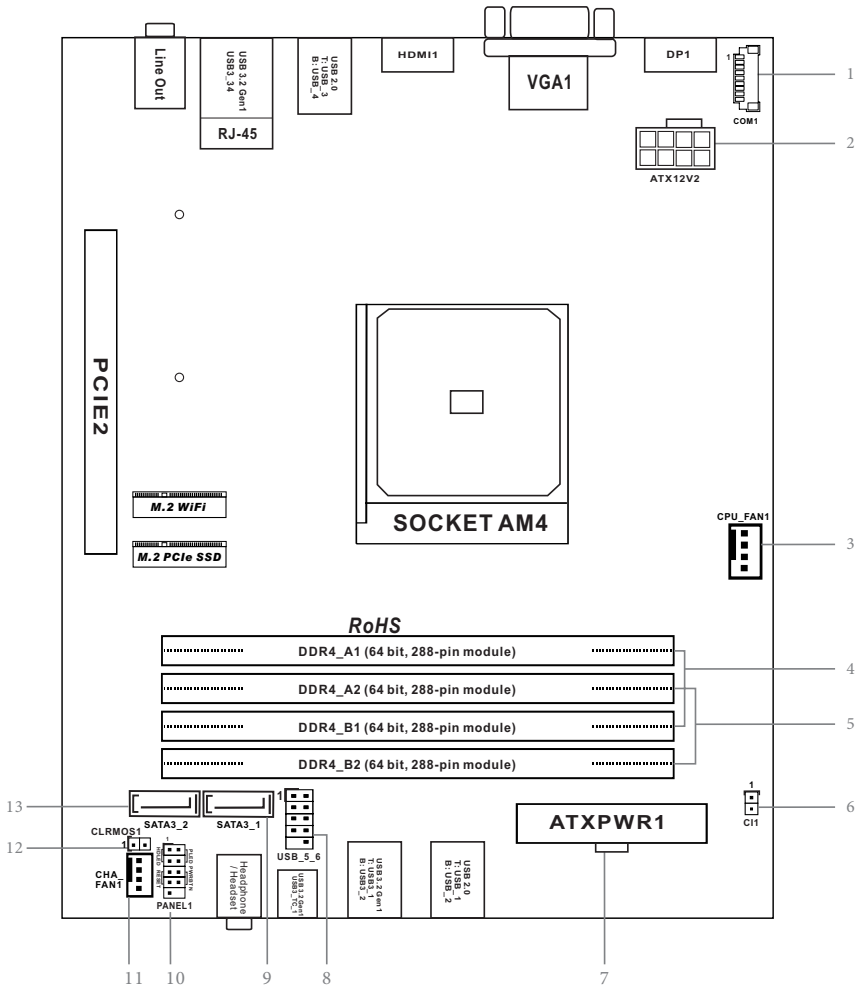 Line Out
USB 3.2 Gen1
USB3_34
RJ-45
USB 2.0
T: USB_3
B: USB_4
HDMI1
VGA1
DP1
1
COM1
1
ATX12V2
2
PCIE2
M.2 WiFi
M.2 PCIe SSD
SOCKET AM4
CPU_FAN1
3
RoHS
DDR4_A1 (64 bit, 288-pin module)
4
DDR4_A2 (64 bit, 288-pin module)
DDR4_B1 (64 bit, 288-pin module)
5
DDR4_B2 (64 bit, 288-pin module)
13
SATA3_2
SATA3_1
1
USB_5_6
ATXPWR1
1
CI1
6
12
CLRMOS1
1
CHA_
FAN1
1
PLED PWRBTN
HDLED RESET
PANEL1
Headphone
/ Headset
USB 3.2 Gen1
USB3_TC_1
USB 3.2 Gen1
T: USB3_1
B: USB3_2
USB 2.0
T: USB_1
B: USB_2
11
10
9
8
7